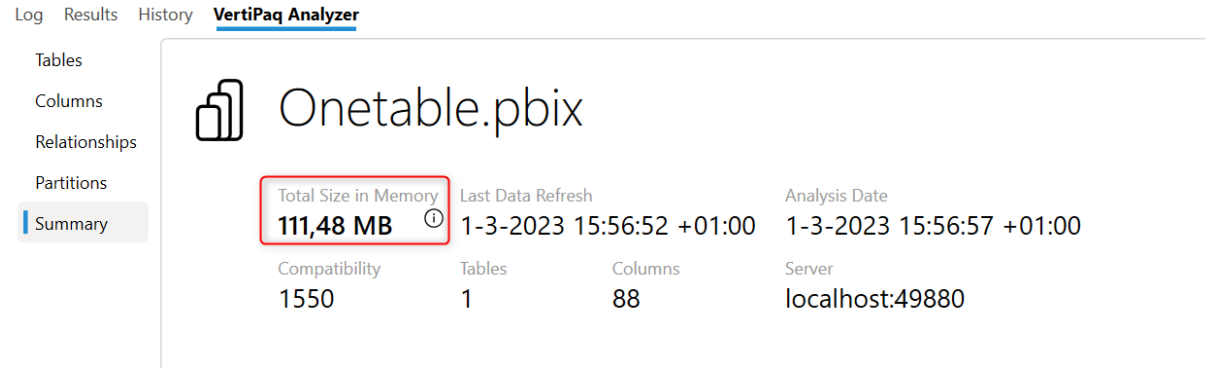 Log Results History VertiPaq Analyzer
Tables
Columns
Relationships
Partitions
Summary
Onetable.pbix
Total Size in Memory Last Data Refresh Analysis Date
111,48 MB 1-3-2023 15:56:52 +01:00 1-3-2023 15:56:57 +01:00
Compatibility Tables Columns Server
1550 1 88 localhost:49880